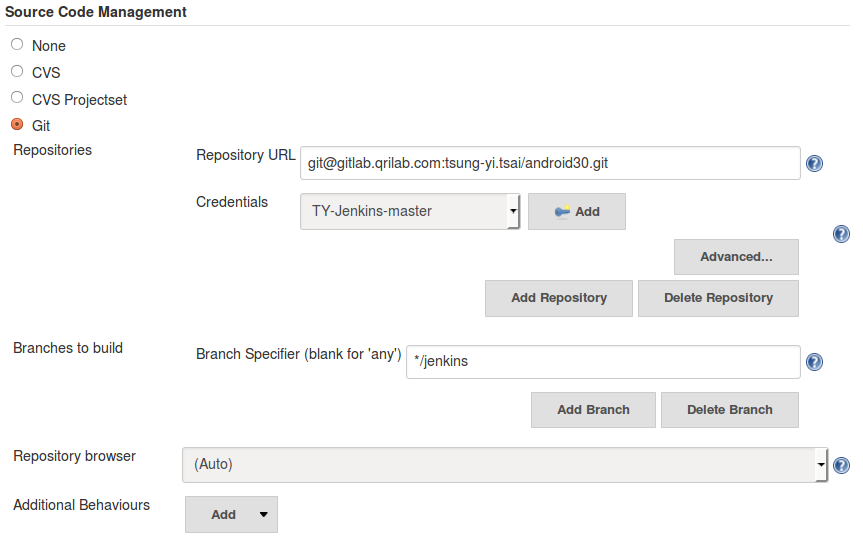 Source Code Management
None
CVS
CVS Projectset
Git
Repositories
Repository URL git@gitlab.qrilab.com:tsung-yi.tsai/android30.git
Credentials TY-Jenkins-master Add
Advanced...
Add Repository Delete Repository
Branches to build
Branch Specifier (blank for 'any') */jenkins
Add Branch Delete Branch
Repository browser (Auto)
Additional Behaviours Add